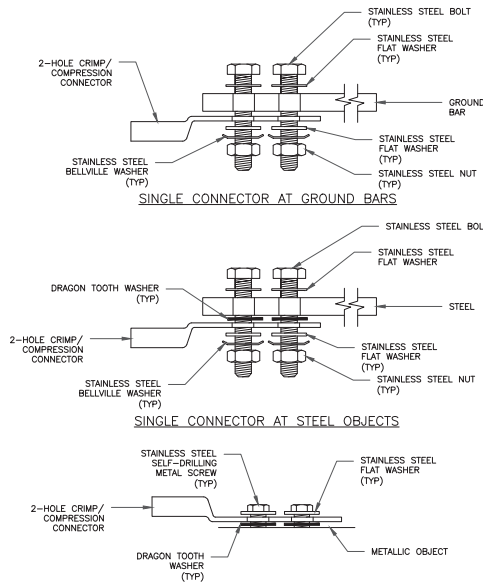 STAINLESS STEEL BOLT
(TYP)
STAINLESS STEEL
FLAT WASHER
(TYP)
2-HOLE CRIMP/
COMPRESSION
CONNECTOR
GROUND
BAR
STAINLESS STEEL
FLAT WASHER
(TYP)
STAINLESS STEEL
BELLVILLE WASHER
(TYP)
STAINLESS STEEL NUT
(TYP)
SINGLE CONNECTOR AT GROUND BARS
STAINLESS STEEL BOL
STAINLESS STEEL
FLAT WASHER
DRAGON TOOTH WASHER
(TYP)
STEEL
2-HOLE CRIMP/
COMPRESSION
CONNECTOR
STAINLESS STEEL
FLAT WASHER
(TYP)
STAINLESS STEEL
BELLVILLE WASHER
(TYP)
STAINLESS STEEL NUT
(TYP)
SINGLE CONNECTOR AT STEEL OBJECTS
STAINLESS STEEL
SELF-DRILLING
METAL SCREW
(TYP)
STAINLESS STEEL
FLAT WASHER
(TYP)
2-HOLE CRIMP/
COMPRESSION
CONNECTOR
DRAGON TOOTH
WASHER
(TYP)
METALLIC OBJECT